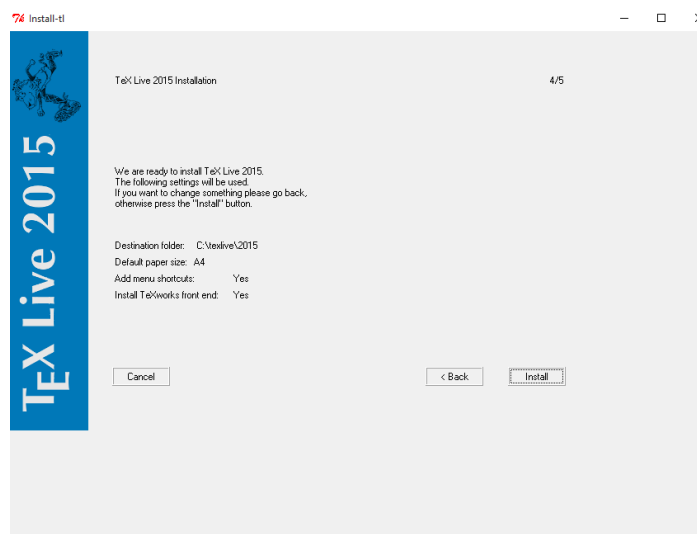 Install-tl
TeX Live 2015 Installation
4/5
We are ready to install TeX Live 2015.
The following settings will be used.
If you want to change something please go back,
otherwise press the "Install" button.
Destination folder: C:\texlive\2015
Default paper size: A4
Add menu shortcuts: Yes
Install TeXworks front end: Yes
Cancel
< Back
Install
TEX Live 2015